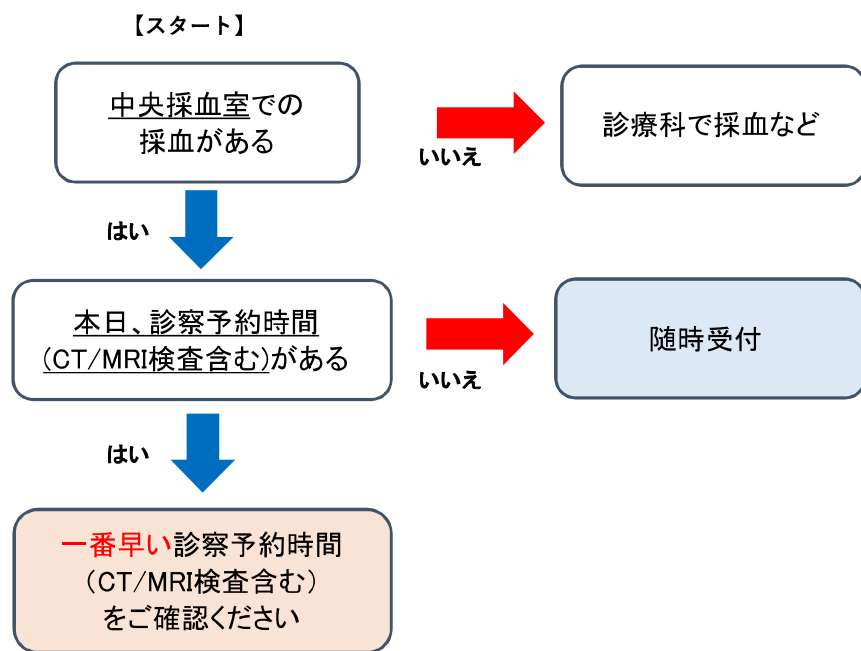 【スタート】
中央採血室での
採血がある
いいえ
診療科で採血など
はい
本日、診察予約時間
(CT/MRI検査含む)がある
いいえ
随時受付
はい
一番早い診察予約時間
（CT/MRI検査含む）
をご確認ください